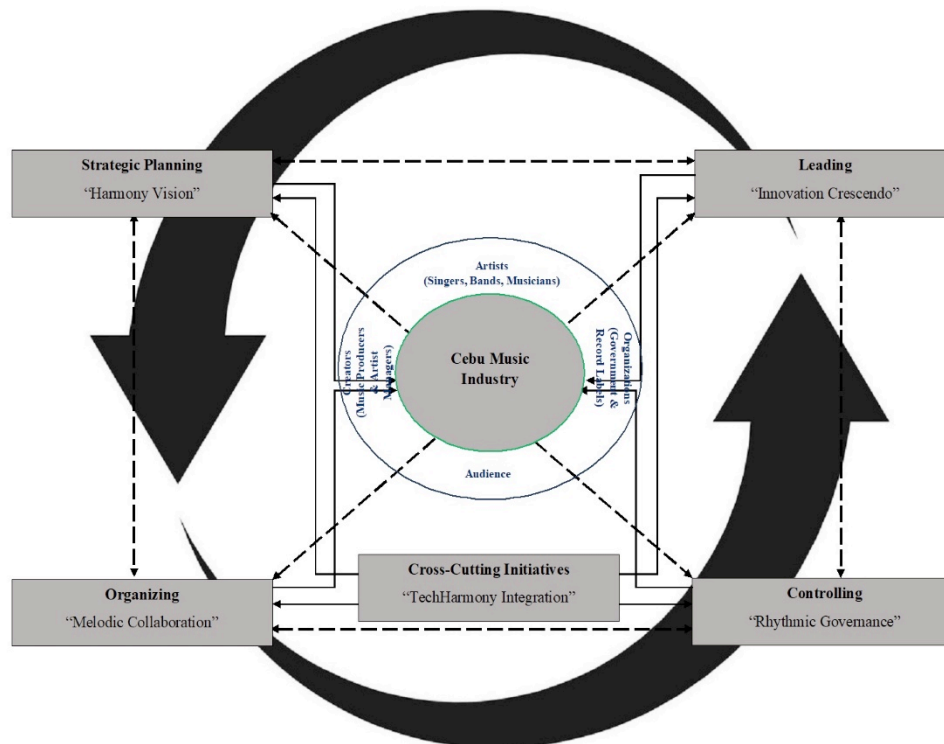 Strategic Planning
“Harmony Vision”
Leading
“Innovation Crescendo”
Artists
(Singers, Bands, Musicians)
Creators
(Music Producers
& Artist
Managers)
Cebu Music
Industry
Organizations
(Government &
Record Labels)
Audience
Cross-Cutting Initiatives
“TechHarmony Integration”
Organizing
“Melodic Collaboration”
Controlling
“Rhythmic Governance”